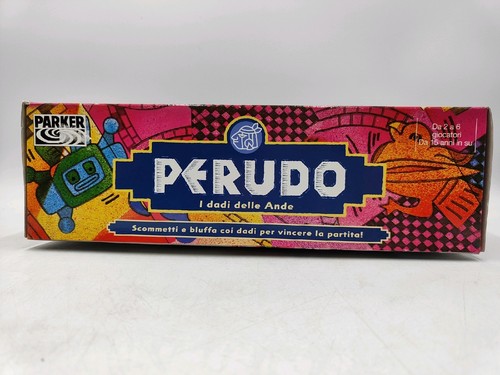 PARKER
Da 2 a 6
giocatori
Da 15 anni in su
PERUDO
I dadi delle Ande
Scommetti e bluffa coi dadi per vincere la partita!